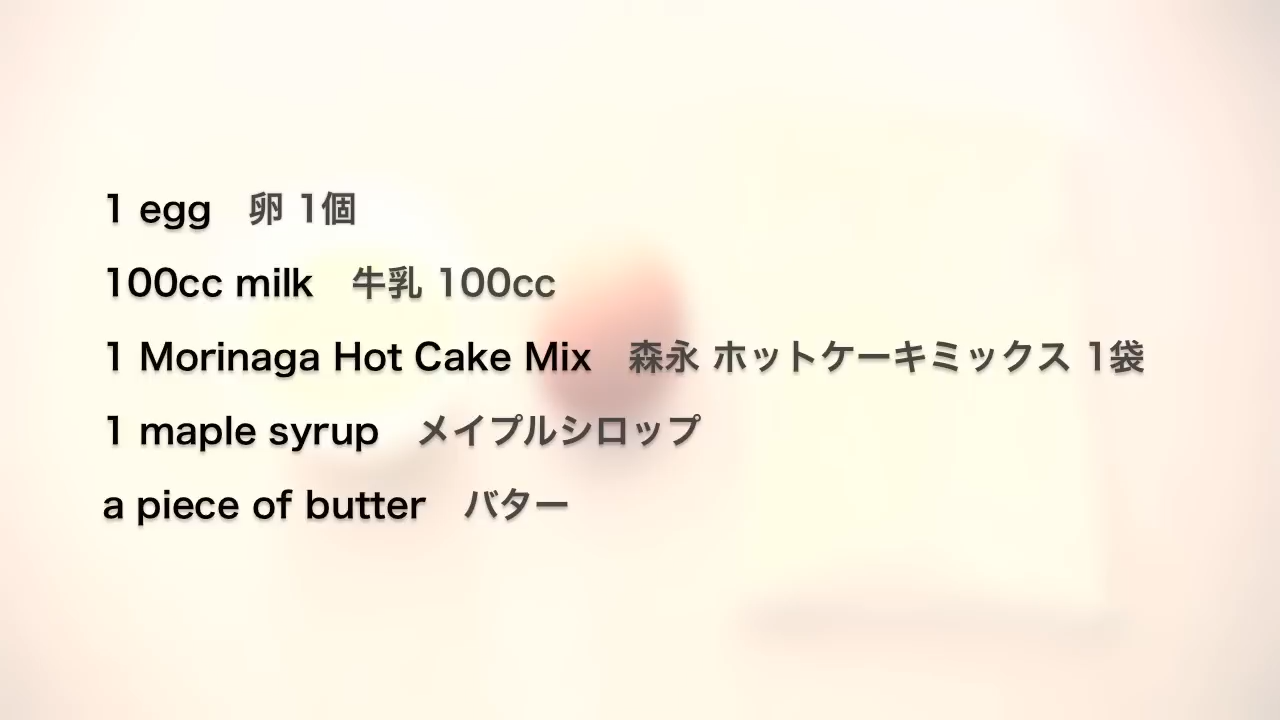 1 egg 卵 1個
100cc milk 牛乳 100cc
1 Morinaga Hot Cake Mix 森永 ホットケーキミックス 1袋
1 maple syrup メイプルシロップ
a piece of butter バター